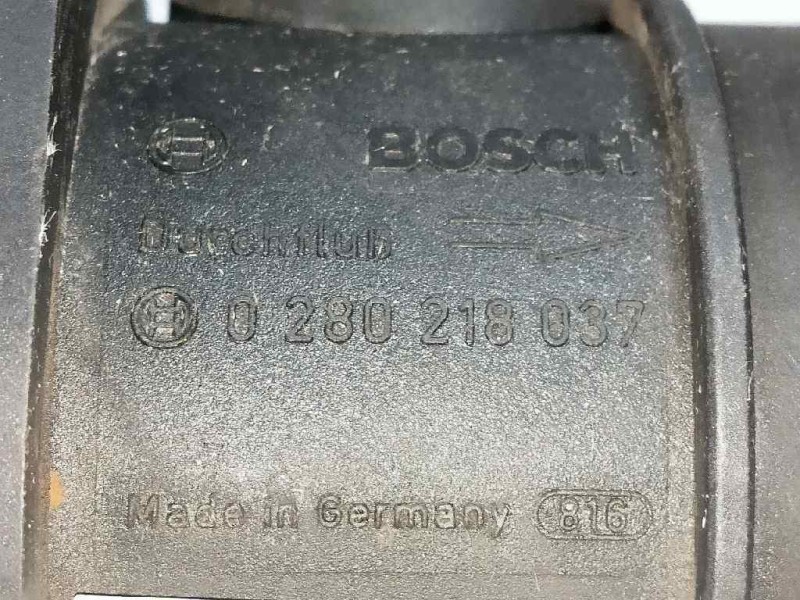 BOSCH
Durchfluß
0 280 218 037
Made in Germany 816